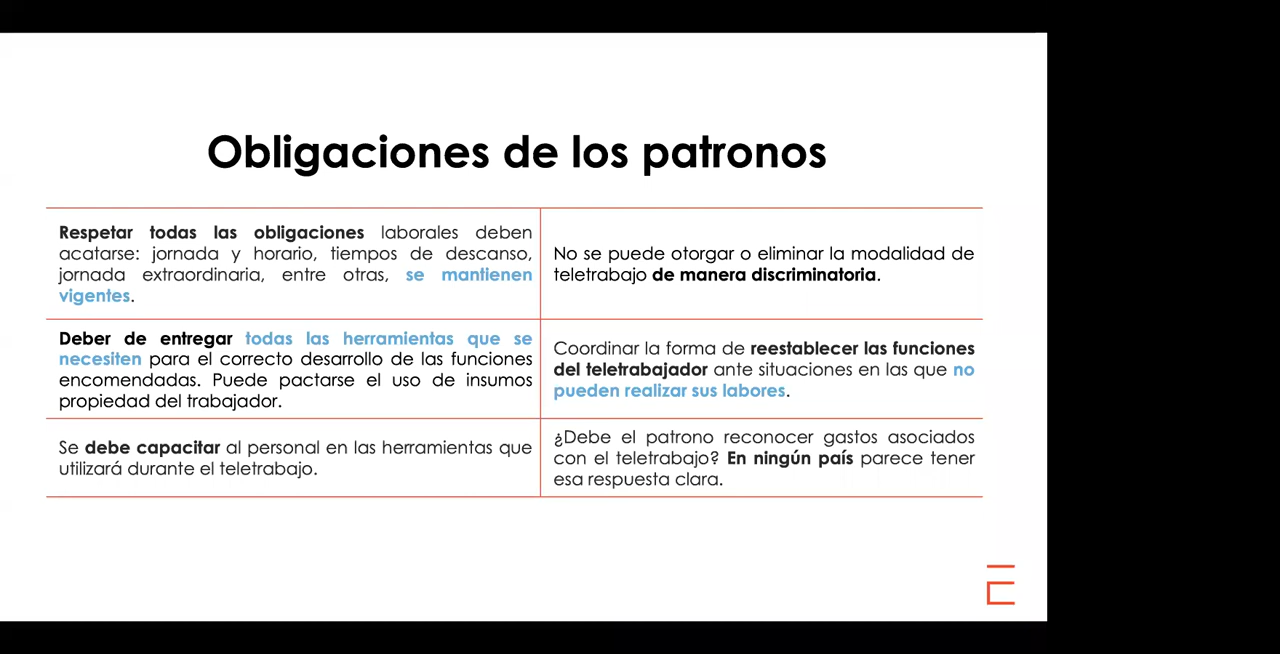 Obligaciones de los patronos
Respetar todas las obligaciones laborales deben
acatarse: jornada y horario, tiempos de descanso,
jornada extraordinaria, entre otras, se mantienen
vigentes.
No se puede otorgar o eliminar la modalidad de
teletrabajo de manera discriminatoria.
Deber de entregar todas las herramientas que se
necesiten para el correcto desarrollo de las funciones
encomendadas. Puede pactarse el uso de insumos
propiedad del trabajador.
Coordinar la forma de reestablecer las funciones
del teletrabajador ante situaciones en las que no
pueden realizar sus labores.
Se debe capacitar al personal en las herramientas que
utilizará durante el teletrabajo.
¿Debe el patrono reconocer gastos asociados
con el teletrabajo? En ningún país parece tener
esa respuesta clara.